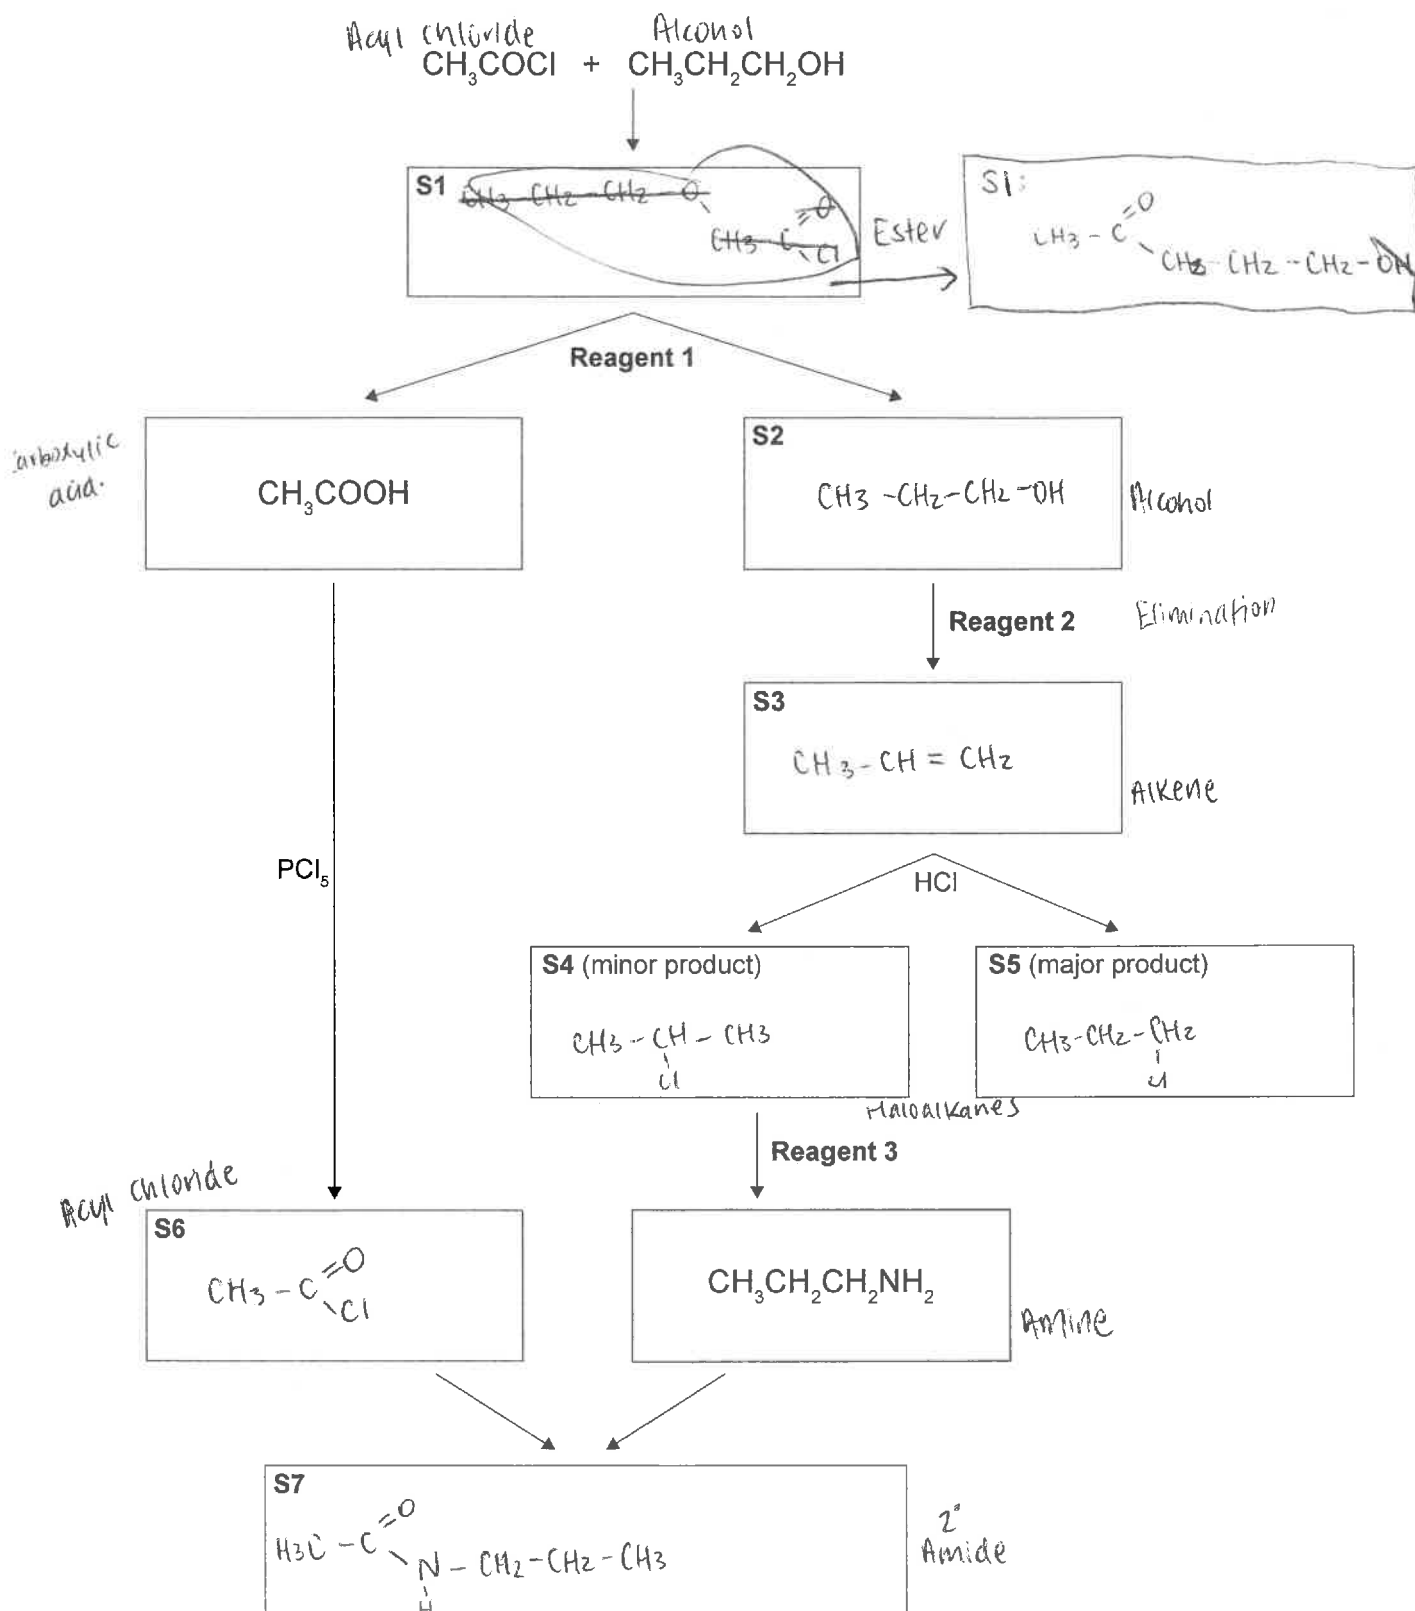 Acyl chloride Alcohol
CH₃COCl + CH₃CH₂CH₂OH
S1
CH3 - CH2 - CH2 - O
CH3 - C =O
Cl
Ester
S1:
CH3 - C =O
CH2 - CH2 - CH2 - OH
Reagent 1
carboxylic
acid.
CH₃COOH
S2
CH3 - CH2 - CH2 - OH
Alcohol
Reagent 2
Elimination
S3
CH3 - CH = CH2
Alkene
PCl₅
HCl
S4 (minor product)
CH3 - CH - CH3
Cl
S5 (major product)
CH3 - CH2 - CH2
Cl
Haloalkanes
Reagent 3
Acyl chloride
S6
CH3 - C =O
Cl
CH₃CH₂CH₂NH₂
Amine
S7
H3C - C =O
N - CH2 - CH2 - CH3
H
2°
Amide